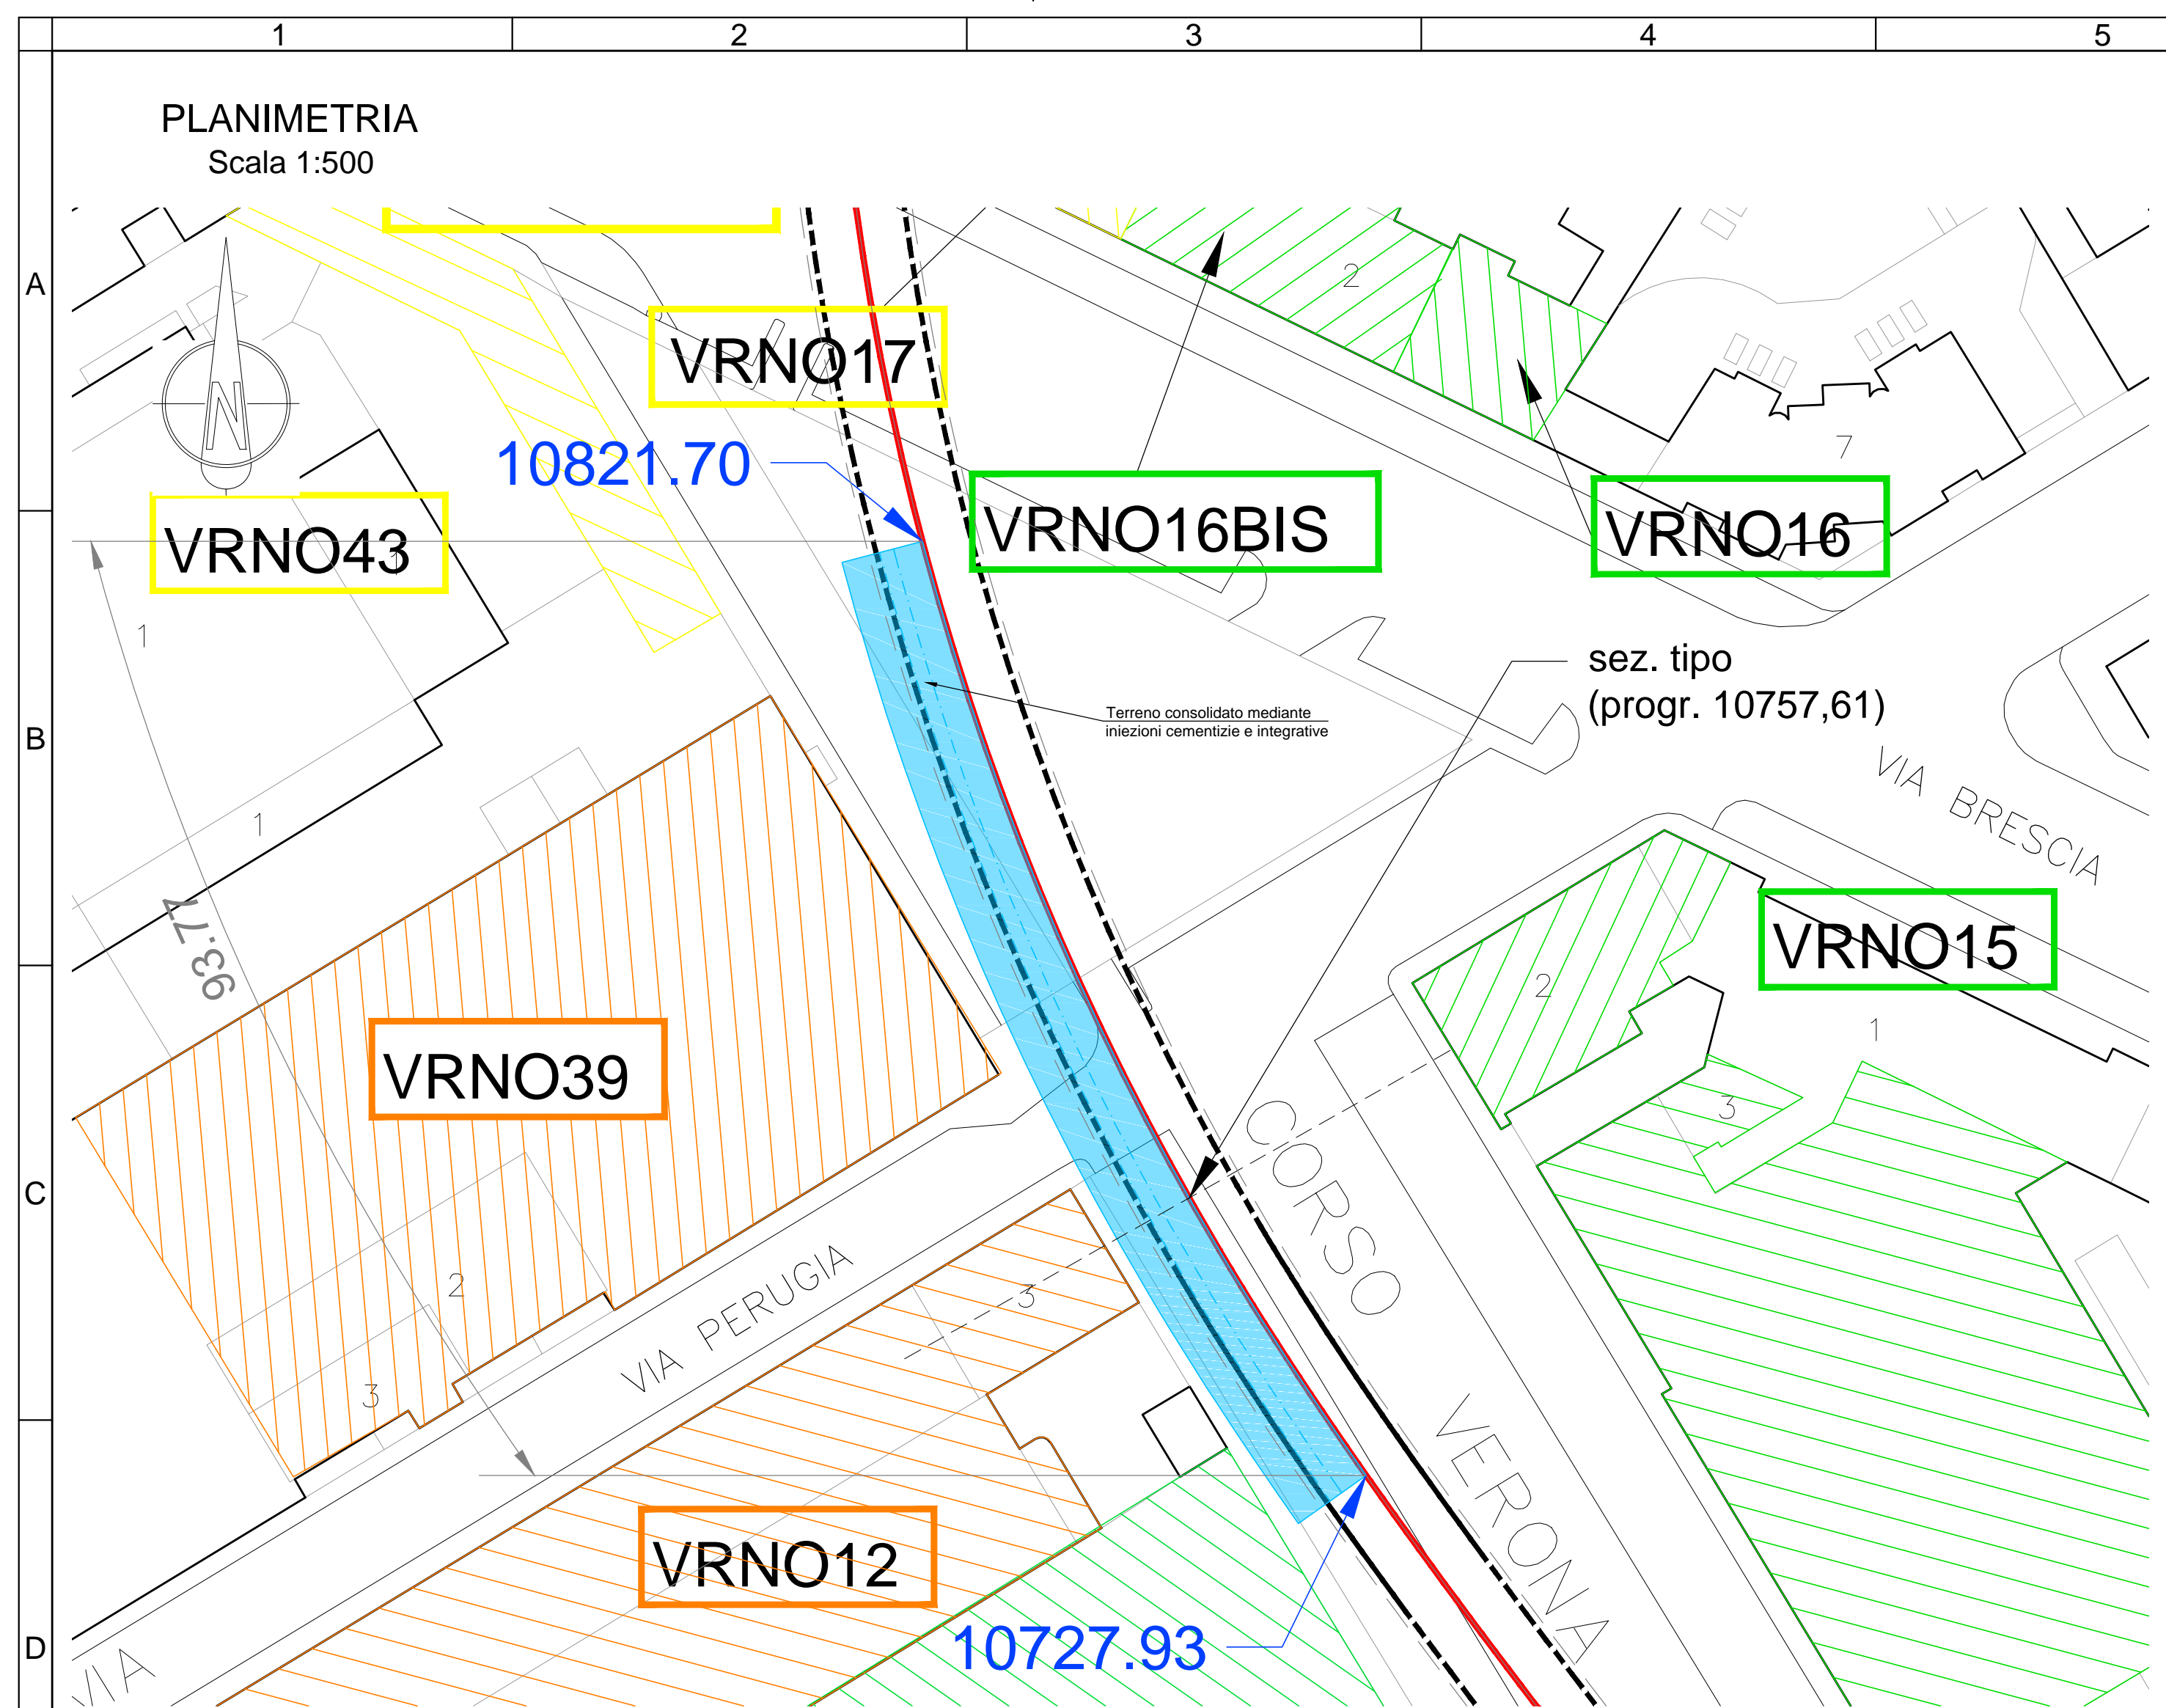 1 2 3 4 5
PLANIMETRIA
Scala 1:500
A
2
VRNO17
N
7
10821.70
VRNO43
1
VRNO16BIS
VRNO16
1
sez. tipo
(progr. 10757,61)
Terreno consolidato mediante
iniezioni cementizie e integrative
B
VIA BRESCIA
1
93.77
VRNO15
2
1
VRNO39
3
CORSO
C
2
3
VIA PERUGIA
3
VERONA
VRNO12
10727.93
D
VIA